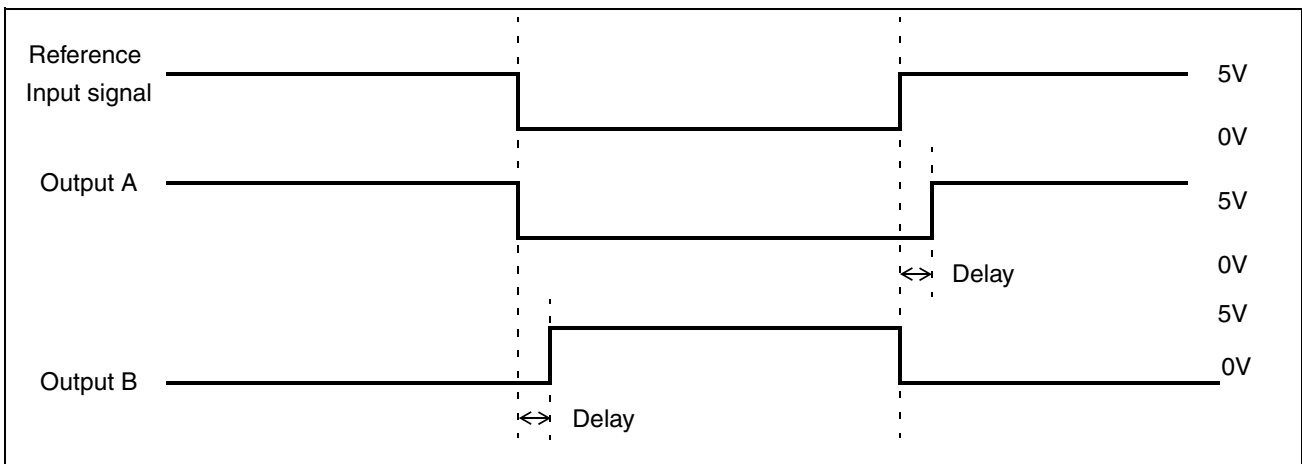 Reference
Input signal
5V
0V
Output A
5V
0V
Delay
5V
Output B
0V
Delay